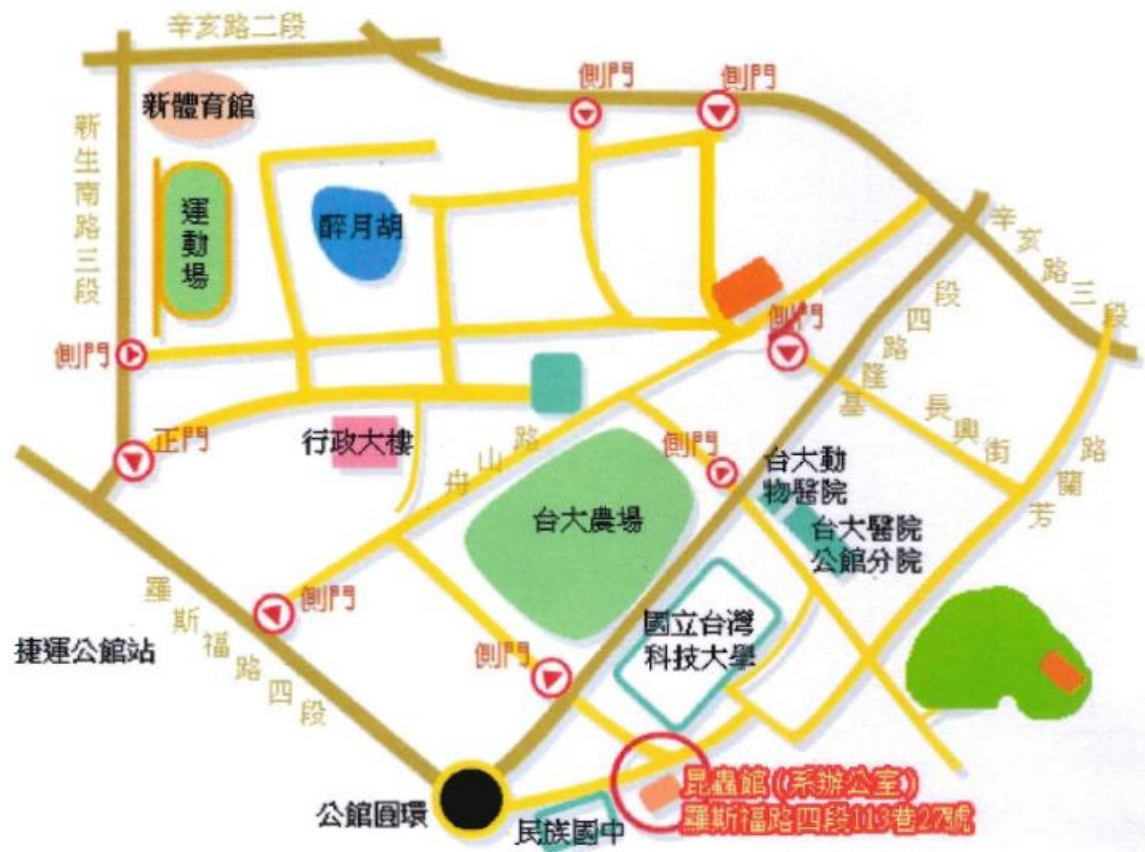 辛亥路二段
側門
側門
新體育館
新生南路三段
運動場
醉月湖
辛亥路三段
側門
側門
基隆路四段
長興街
芳蘭路
正門
行政大樓
舟山路
側門
台大動
物醫院
台大農場
台大醫院
公館分院
側門
羅斯福路四段
捷運公館站
國立台灣
科技大學
側門
昆蟲館(系辦公室)
羅斯福路四段113巷27號
公館圓環
民族國中